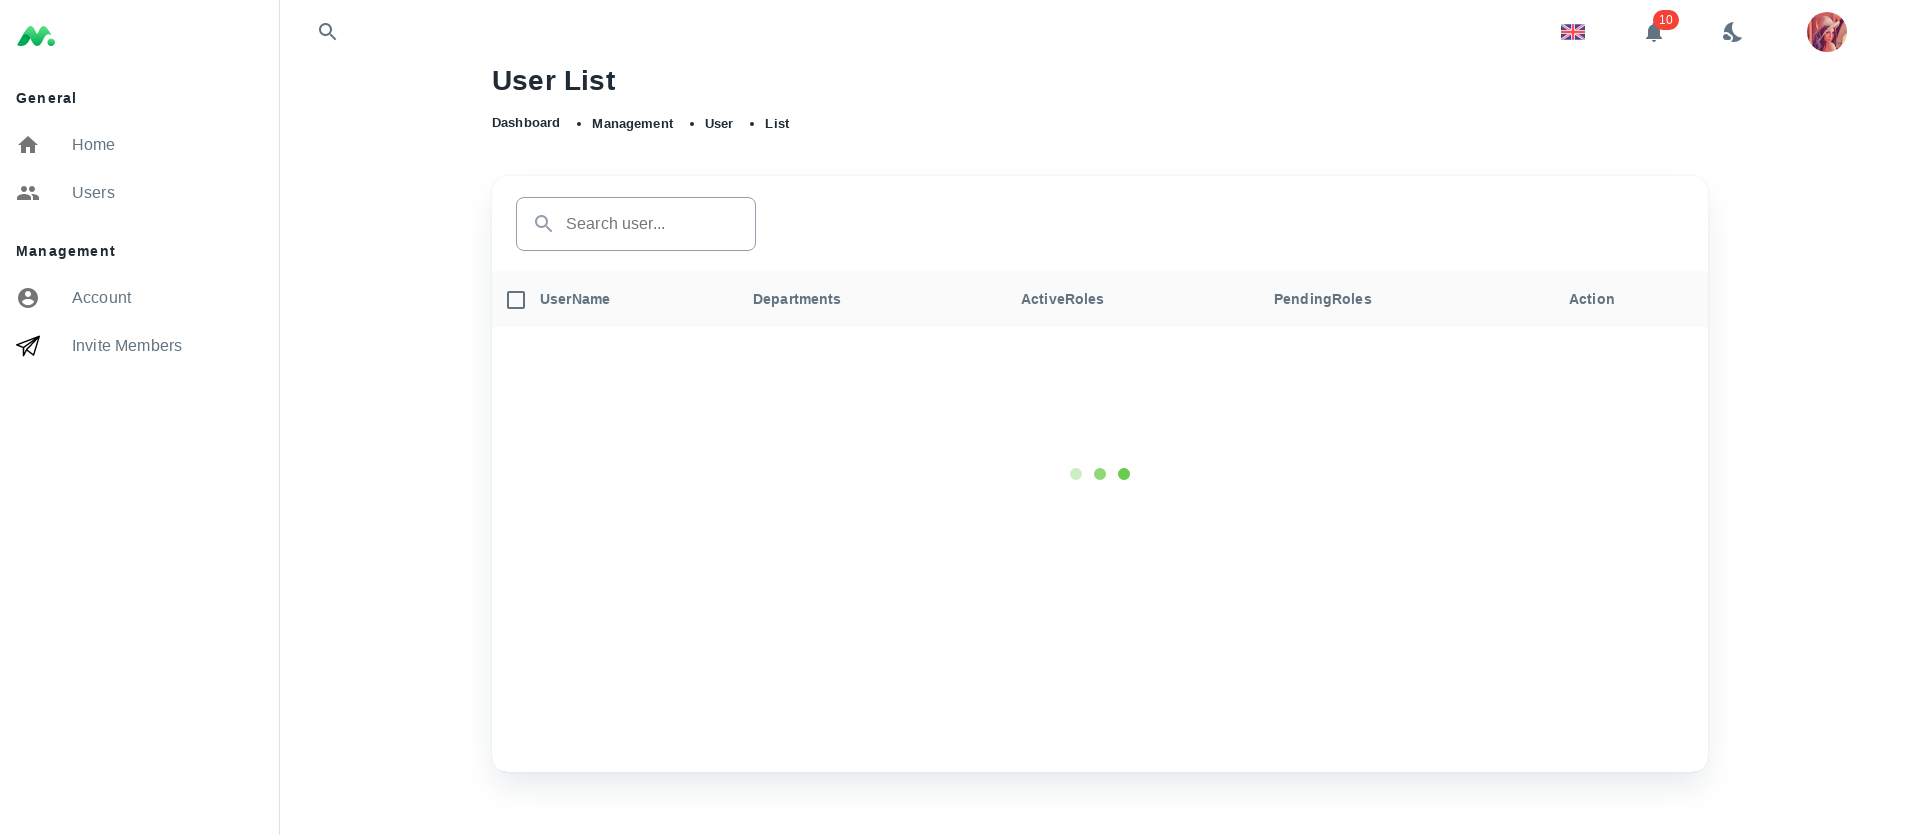 10
User List
Dashboard • Management • User • List
General
Home
Users
Management
Account
Invite Members
Search user...
UserName Departments ActiveRoles PendingRoles Action